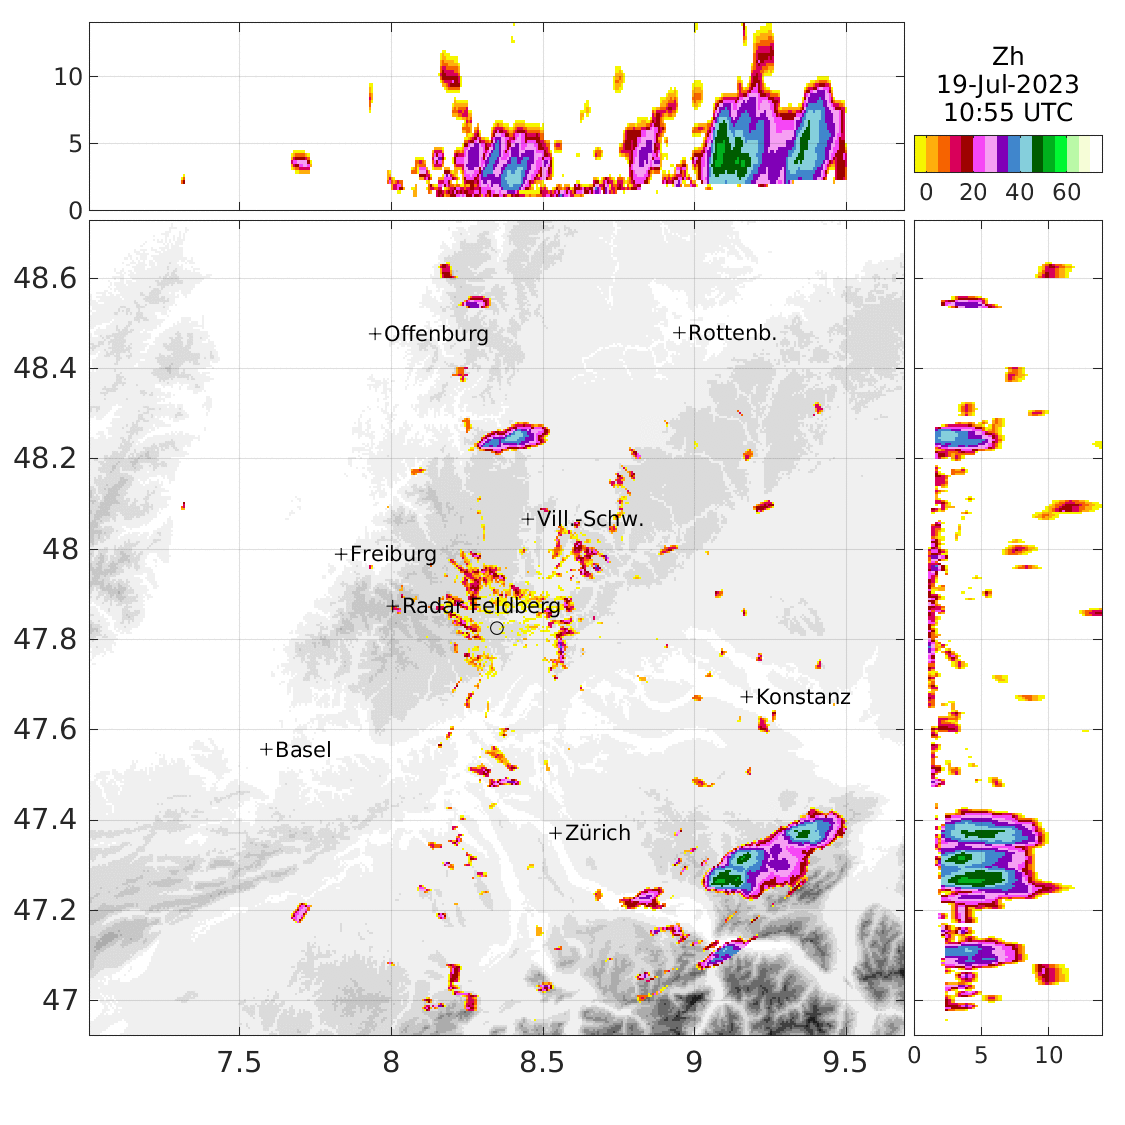 10
5
0
Zh
19-Jul-2023
10:55 UTC
0 20 40 60
48.6
48.4
48.2
48
47.8
47.6
47.4
47.2
47
Offenburg
Rottenb.
Vill.-Schw.
Freiburg
Radar Feldberg
Konstanz
Basel
Zürich
7.5 8 8.5 9 9.5
0 5 10